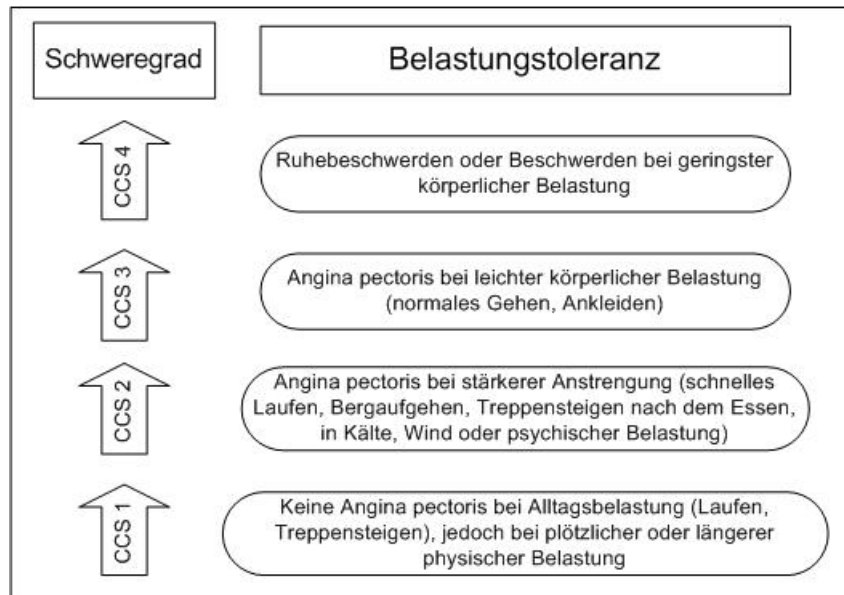 Schweregrad
Belastungstoleranz
CCS 4
Ruhebeschwerden oder Beschwerden bei geringster
körperlicher Belastung
CCS 3
Angina pectoris bei leichter körperlicher Belastung
(normales Gehen, Ankleiden)
CCS 2
Angina pectoris bei stärkerer Anstrengung (schnelles
Laufen, Bergaufgehen, Treppensteigen nach dem Essen,
in Kälte, Wind oder psychischer Belastung)
CCS 1
Keine Angina pectoris bei Alltagsbelastung (Laufen,
Treppensteigen), jedoch bei plötzlicher oder längerer
physischer Belastung